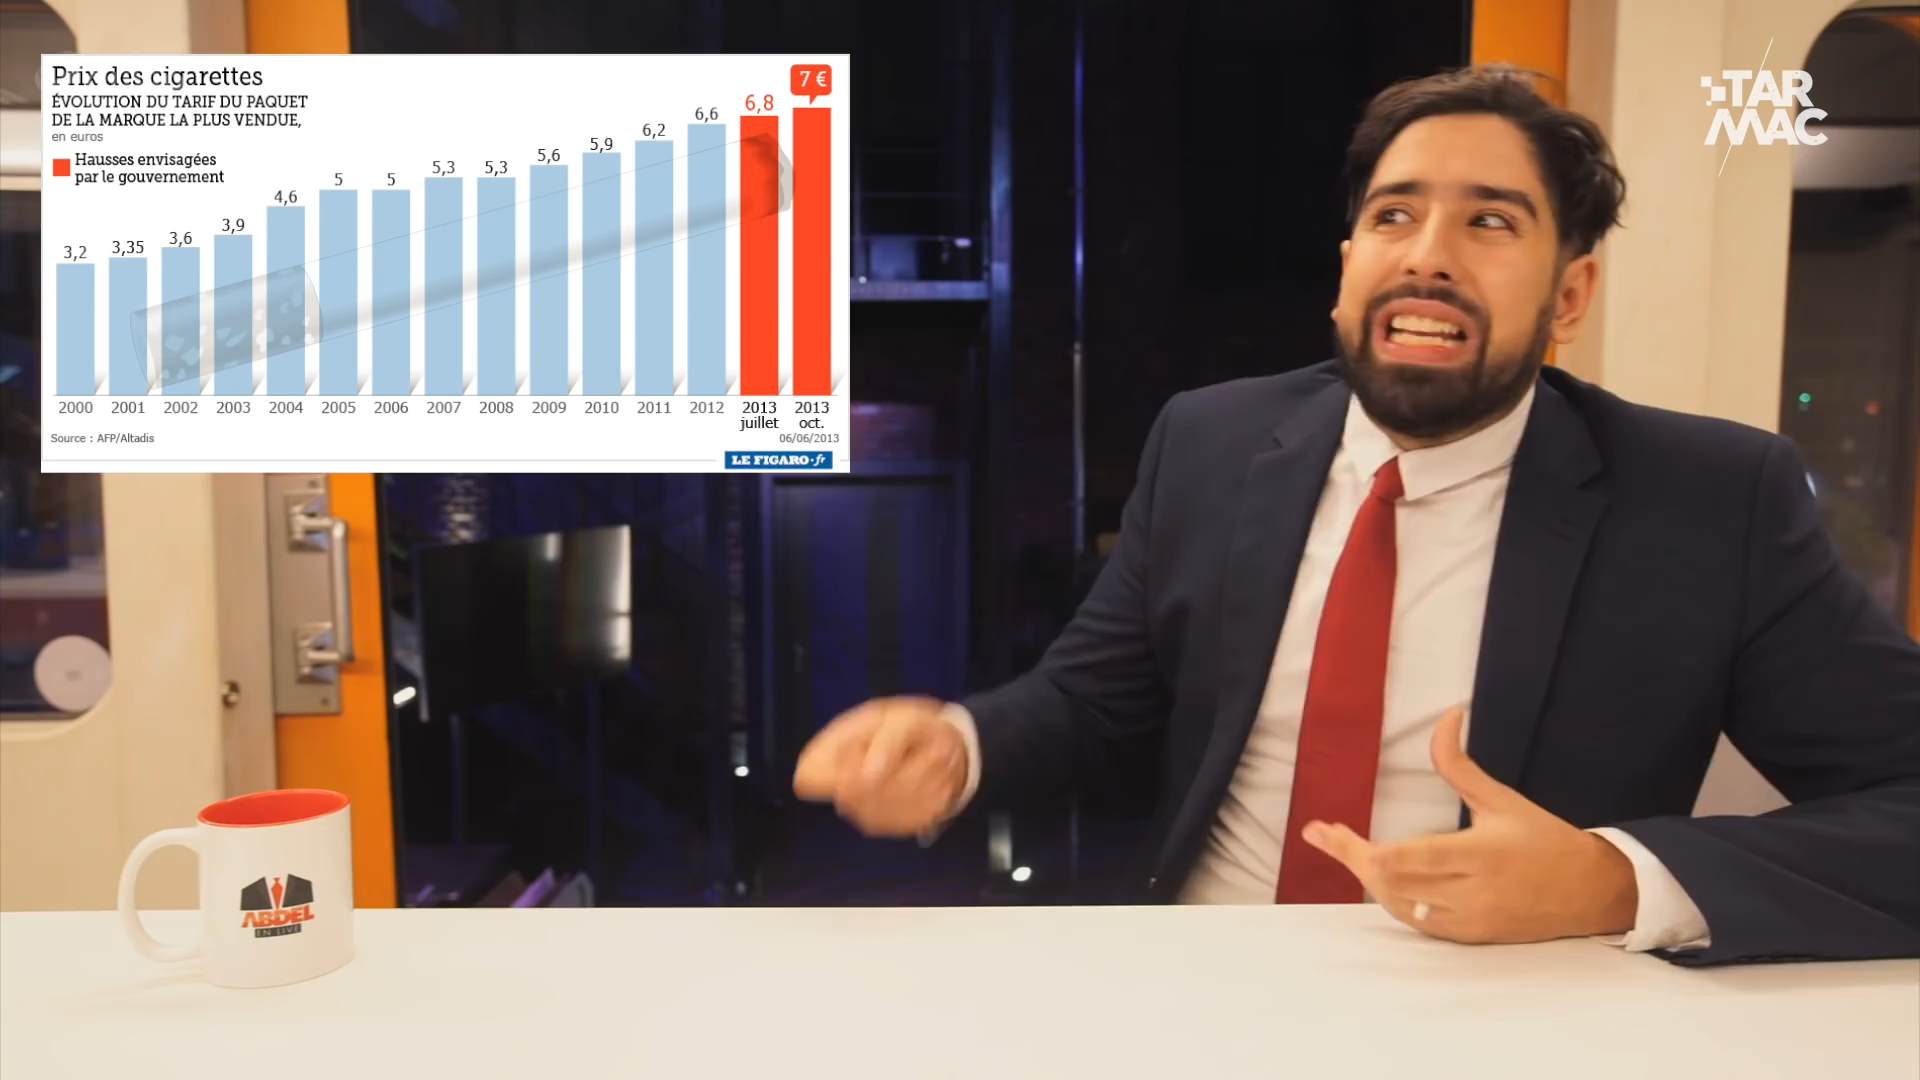 Prix des cigarettes
ÉVOLUTION DU TARIF DU PAQUET
DE LA MARQUE LA PLUS VENDUE,
en euros
Hausses envisagées
par le gouvernement
3,2
3,35
3,6
3,9
4,6
5
5
5,3
5,3
5,6
5,9
6,2
6,6
6,8
7 €
2000
2001
2002
2003
2004
2005
2006
2007
2008
2009
2010
2011
2012
2013
juillet
2013
oct.
Source : AFP/Altadis
06/06/2013
LE FIGARO·fr
TAR
MAC
ABDEL
EN LIVE